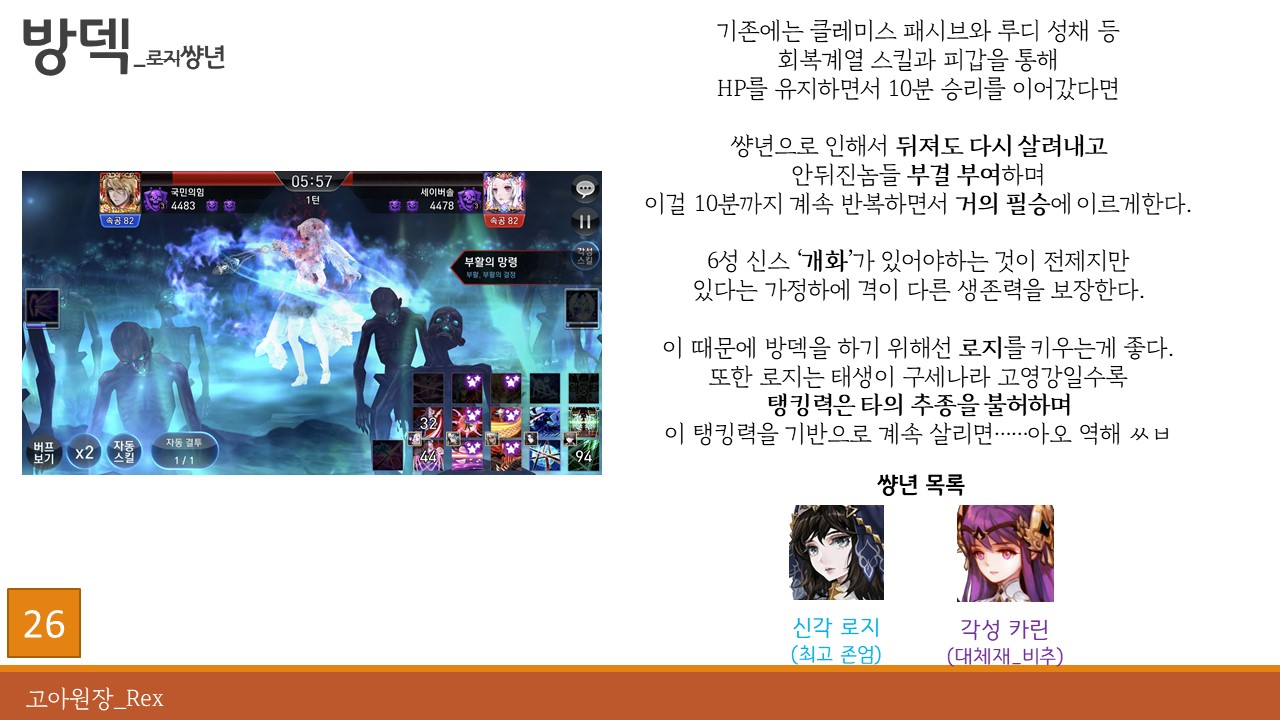 방덱_로지쌍년
기존에는 클레미스 패시브와 루디 성채 등
회복계열 스킬과 피갑을 통해
HP를 유지하면서 10분 승리를 이어갔다면
썅년으로 인해서 뒤져도 다시 살려내고
안뒤진놈들 부결 부여하며
이걸 10분까지 계속 반복하면서 거의 필승에 이르게한다.
6성 신스 ‘개화’가 있어야하는 것이 전제지만
있다는 가정하에 격이 다른 생존력을 보장한다.
이 때문에 방덱을 하기 위해선 로지를 키우는게 좋다.
또한 로지는 태생이 구세나라 고영강일수록
탱킹력은 타의 추종을 불허하며
이 탱킹력을 기반으로 계속 살리면……아오 역해 ㅆㅂ
썅년 목록
신각 로지
(최고 존엄)
각성 카린
(대체재_비추)
국민의힘
4483
속공 82
05:57
1턴
세이버솔
4478
속공 82
각성
스킬
부활의 망령
부활, 부활의 결정
버프
보기
x2
자동
스킬
자동 결투
1 / 1
32
44
94
26
고아원장_Rex